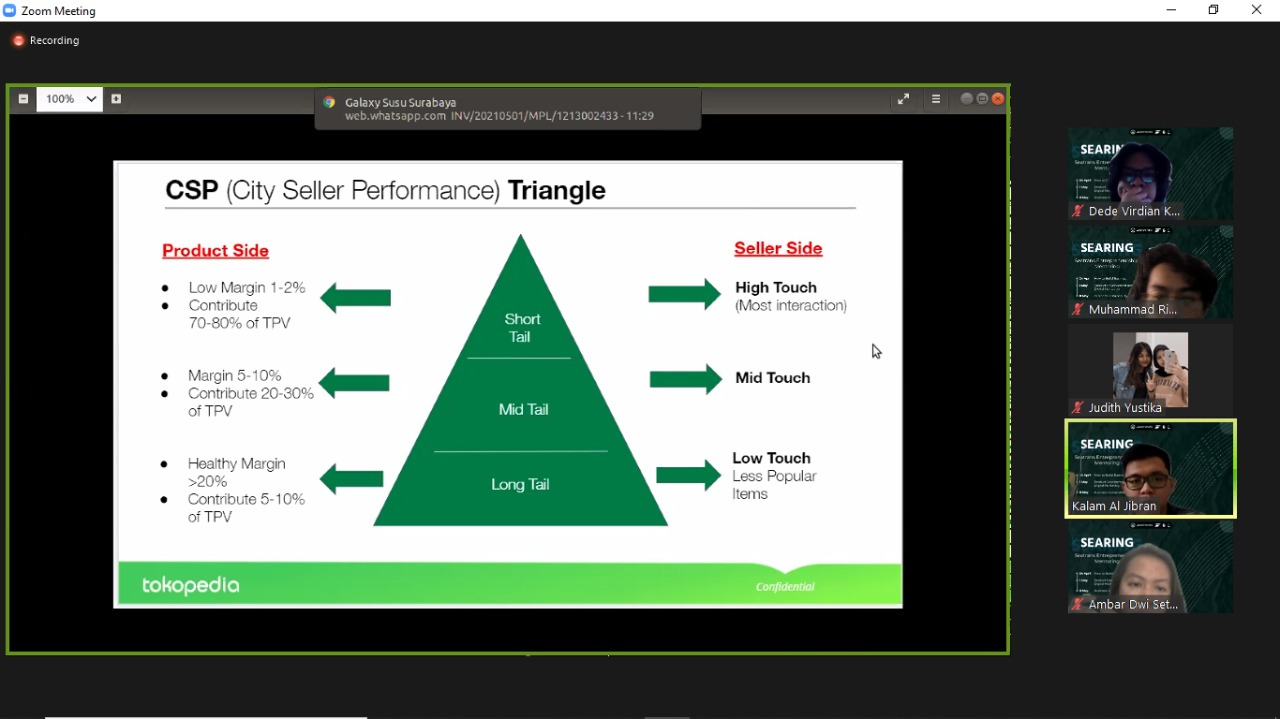 Zoom Meeting
Recording
100%
Galaxy Susu Surabaya
web.whatsapp.com INV/20210501/MPL/1213002433 - 11:29
CSP (City Seller Performance) Triangle
Product Side
Low Margin 1-2%
Contribute
70-80% of TPV
Margin 5-10%
Contribute 20-30%
of TPV
Healthy Margin
>20%
Contribute 5-10%
of TPV
Short
Tail
Mid Tail
Long Tail
Seller Side
High Touch
(Most interaction)
Mid Touch
Low Touch
Less Popular
Items
tokopedia
Confidential
SEARIN
Dede Virdian K...
SEARING
Muhammad Ri...
Judith Yustika
SEARING
Kalam Al Jibran
SEARING
Ambar Dwi Set...